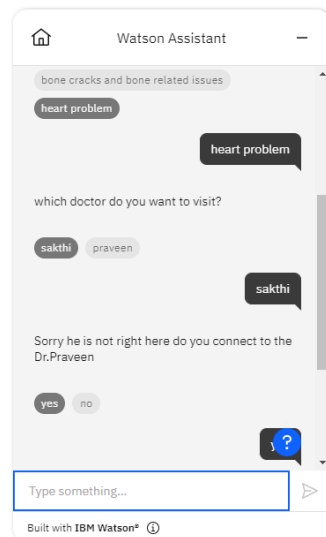 Watson Assistant
bone cracks and bone related issues
heart problem
heart problem
which doctor do you want to visit?
sakthi praveen
sakthi
Sorry he is not right here do you connect to the
Dr.Praveen
yes no
?
Type something...
Built with IBM Watson®